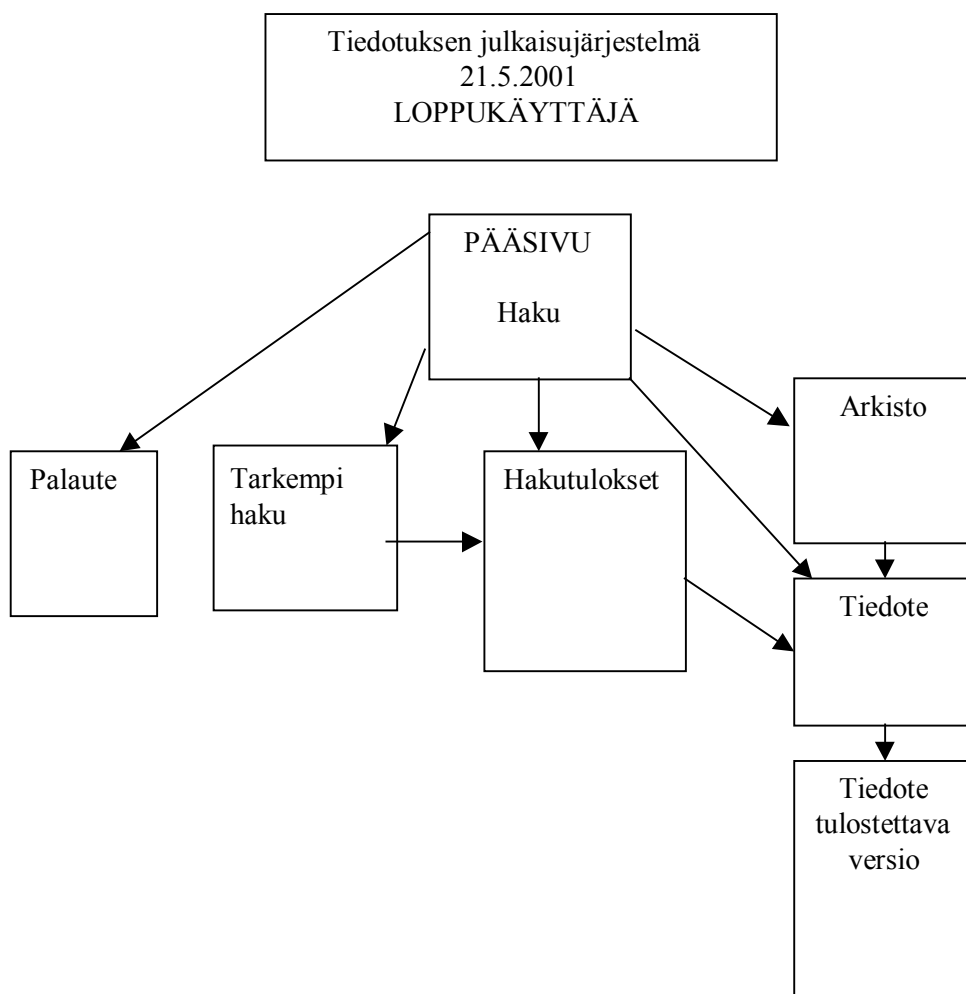 Tiedotuksen julkaisujärjestelmä
21.5.2001
LOPPUKÄYTTÄJÄ
PÄÄSIVU
Haku
Arkisto
Palaute
Tarkempi
haku
Hakutulokset
Tiedote
Tiedote
tulostettava
versio